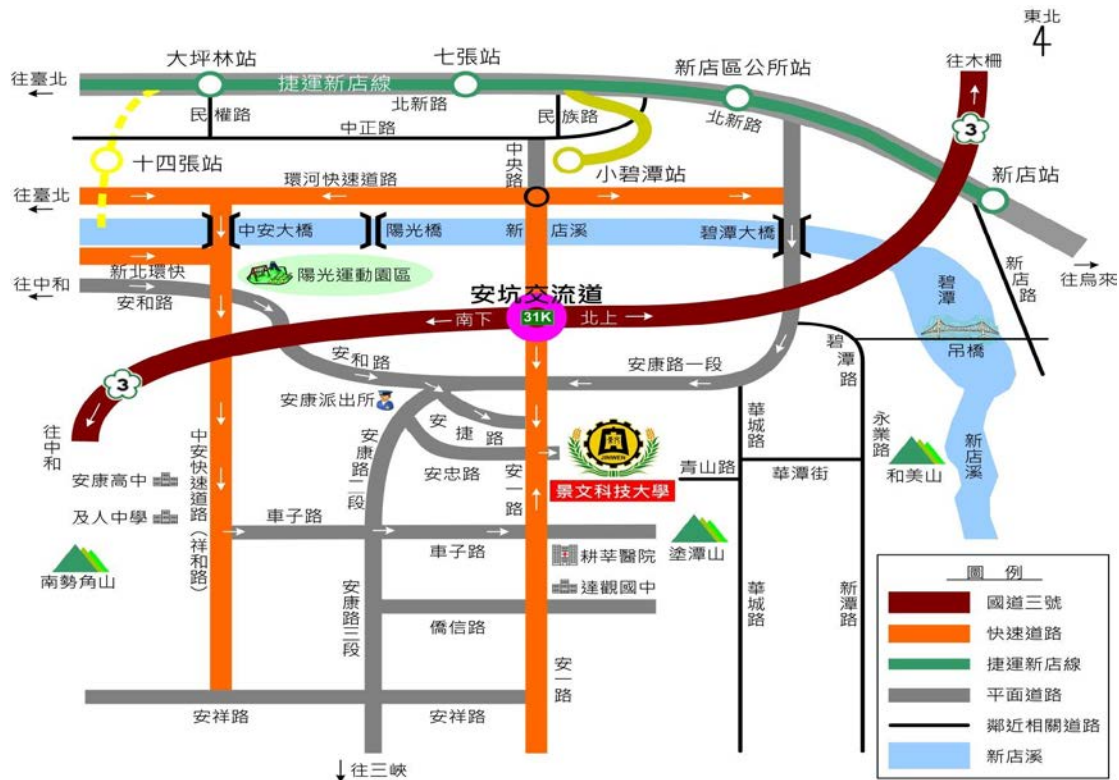 東北
4
往木柵
大坪林站
七張站
新店區公所站
往臺北
捷運新店線
北新路
民權路
民族路
北新路
3
中正路
十四張站
中央路
小碧潭站
新店站
往臺北
環河快速道路
中安大橋
陽光橋
新店溪
碧潭大橋
新北環快
陽光運動園區
往中和
安和路
安坑交流道
往烏來
新店路
碧潭
31K
南下
北上
吊橋
碧潭路
安和路
安康路一段
3
安康派出所
往中和
安捷路
安康路二段
安忠路
安一路
JINWEN
景文科技大學
華城路
青山路
華潭街
永業路
和美山
新店溪
中安快速道路(祥和路)
安康高中
及人中學
車子路
車子路
南勢角山
耕莘醫院
達觀國中
塗潭山
安康路三段
僑信路
華城路
新潭路
安一路
安祥路
安祥路
往三峽
圖例
國道三號
快速道路
捷運新店線
平面道路
鄰近相關道路
新店溪